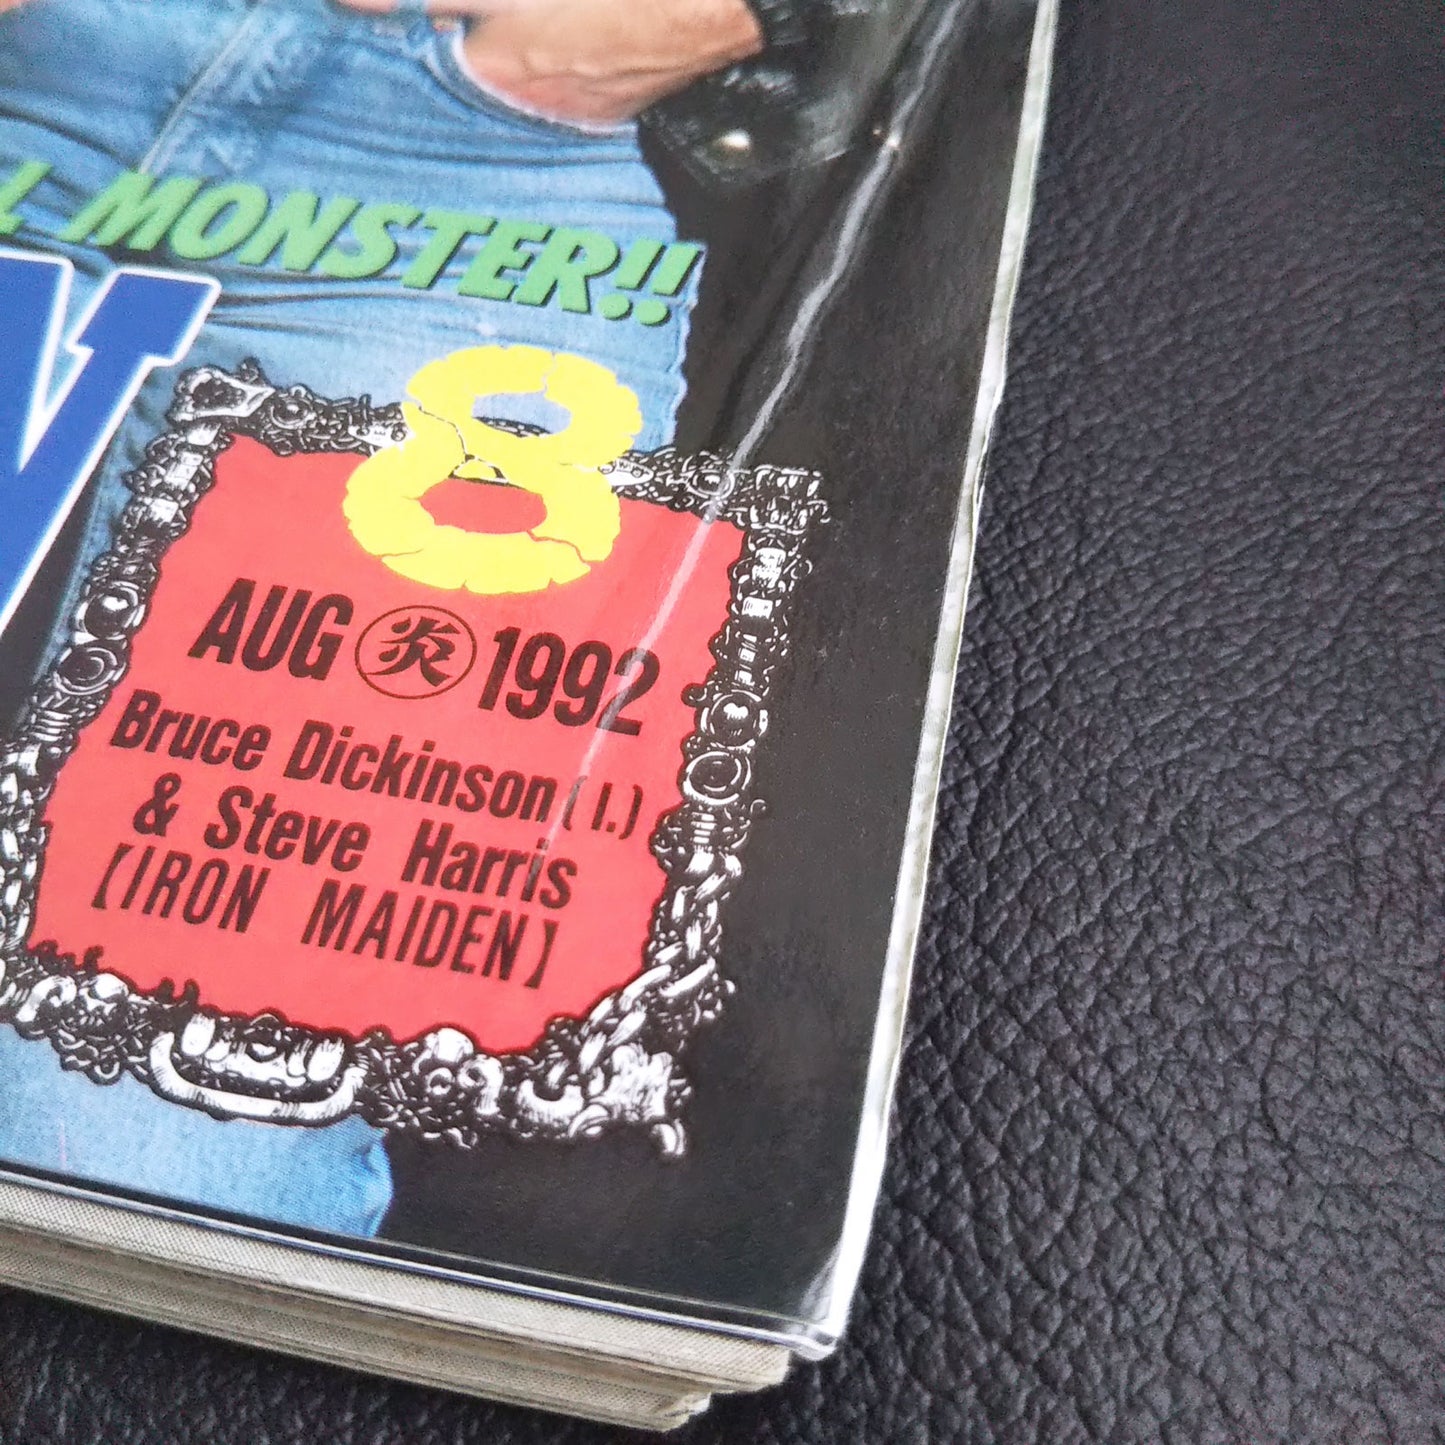 L MONSTER!!
8
AUG 炎 1992
Bruce Dickinson (l.)
& Steve Harris
【IRON MAIDEN】